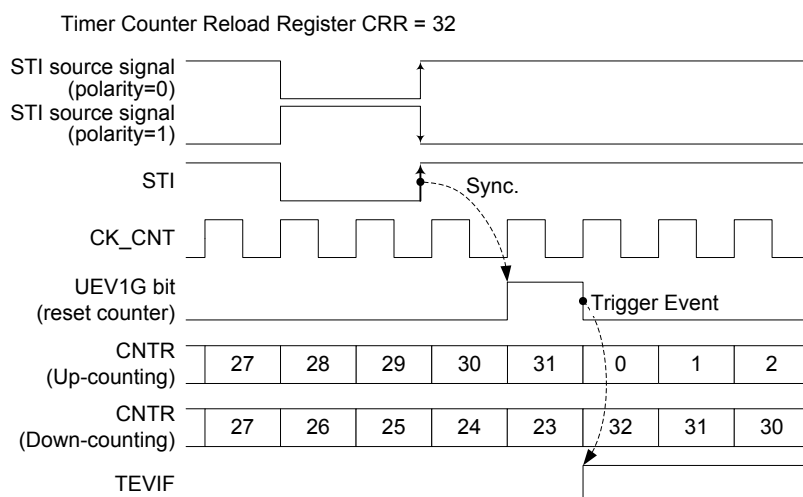 Timer Counter Reload Register CRR = 32
STI source signal
(polarity=0)
STI source signal
(polarity=1)
STI
Sync.
CK_CNT
UEV1G bit
(reset counter)
Trigger Event
CNTR
(Up-counting)
27 28 29 30 31 0 1 2
CNTR
(Down-counting)
27 26 25 24 23 32 31 30
TEVIF